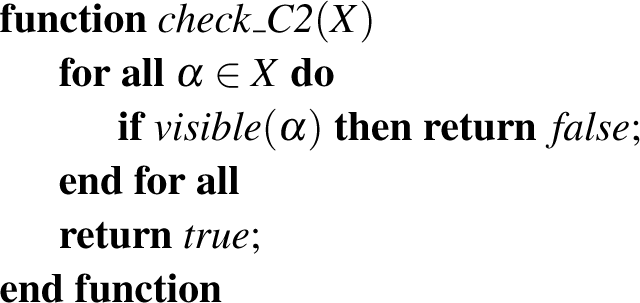 function check_C2(X)
for all α ∈ X do
if visible(α) then return false;
end for all
return true;
end function